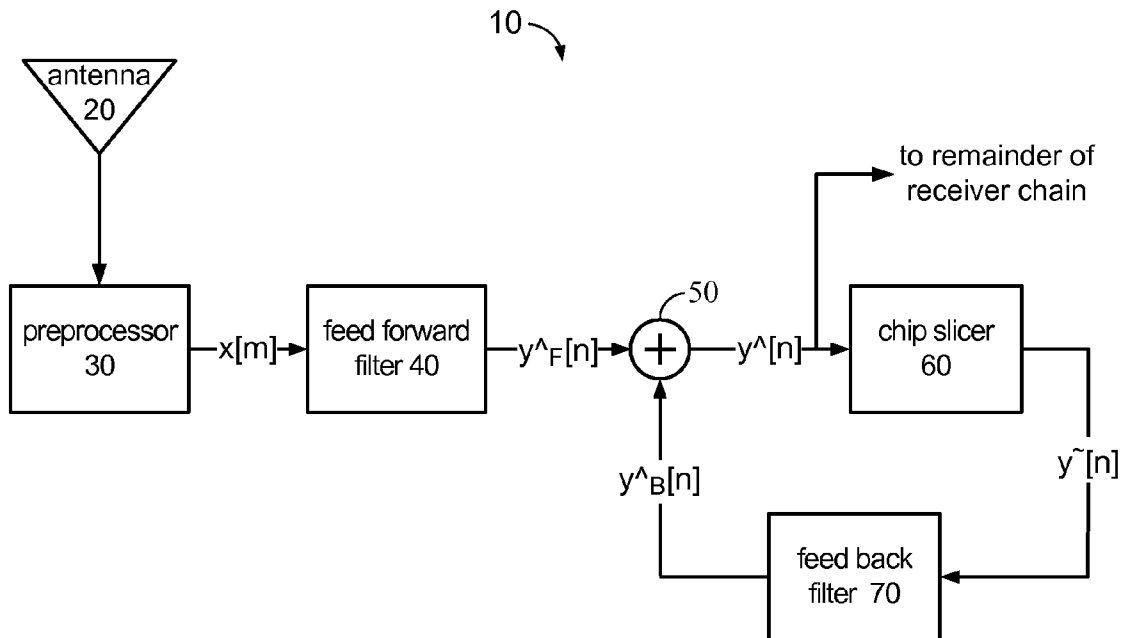 10
antenna
20
to remainder of
receiver chain
50
preprocessor
30
x[m]
feed forward
filter 40
y^F[n]
+
y^[n]
chip slicer
60
y^B[n]
y~[n]
feed back
filter 70